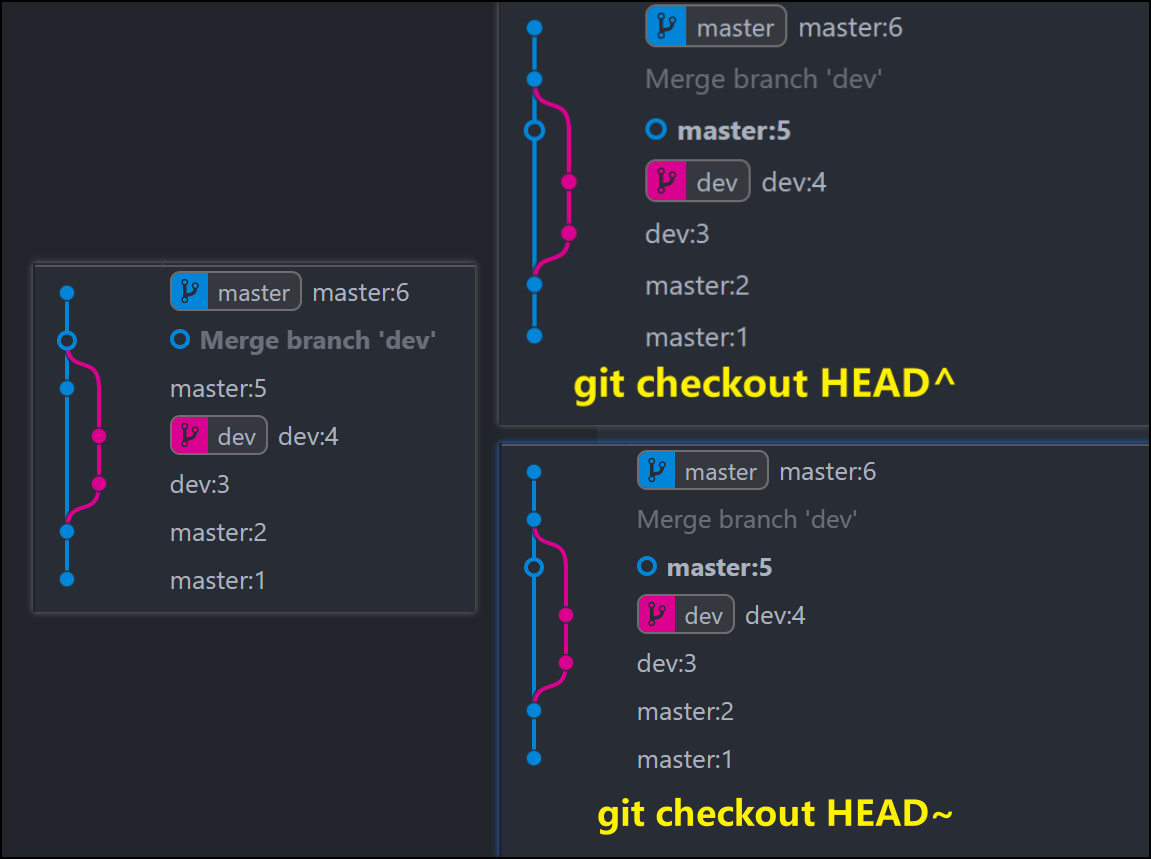 master master:6
Merge branch 'dev'
master:5
dev dev:4
dev:3
master:2
master:1
master master:6
Merge branch 'dev'
master:5
dev dev:4
dev:3
master:2
master:1
git checkout HEAD^
master master:6
Merge branch 'dev'
master:5
dev dev:4
dev:3
master:2
master:1
git checkout HEAD~